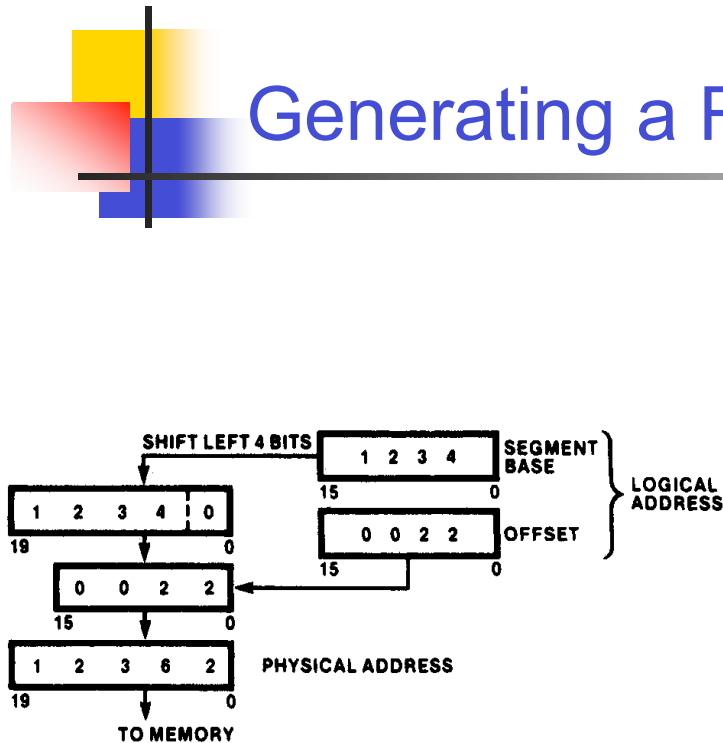 Generating a P
SHIFT LEFT 4 BITS
1 2 3 4
SEGMENT
BASE
15 0
LOGICAL
ADDRESS
1 2 3 4 0
19 0
0 0 2 2
OFFSET
15 0
0 0 2 2
15 0
1 2 3 6 2
PHYSICAL ADDRESS
19 0
TO MEMORY